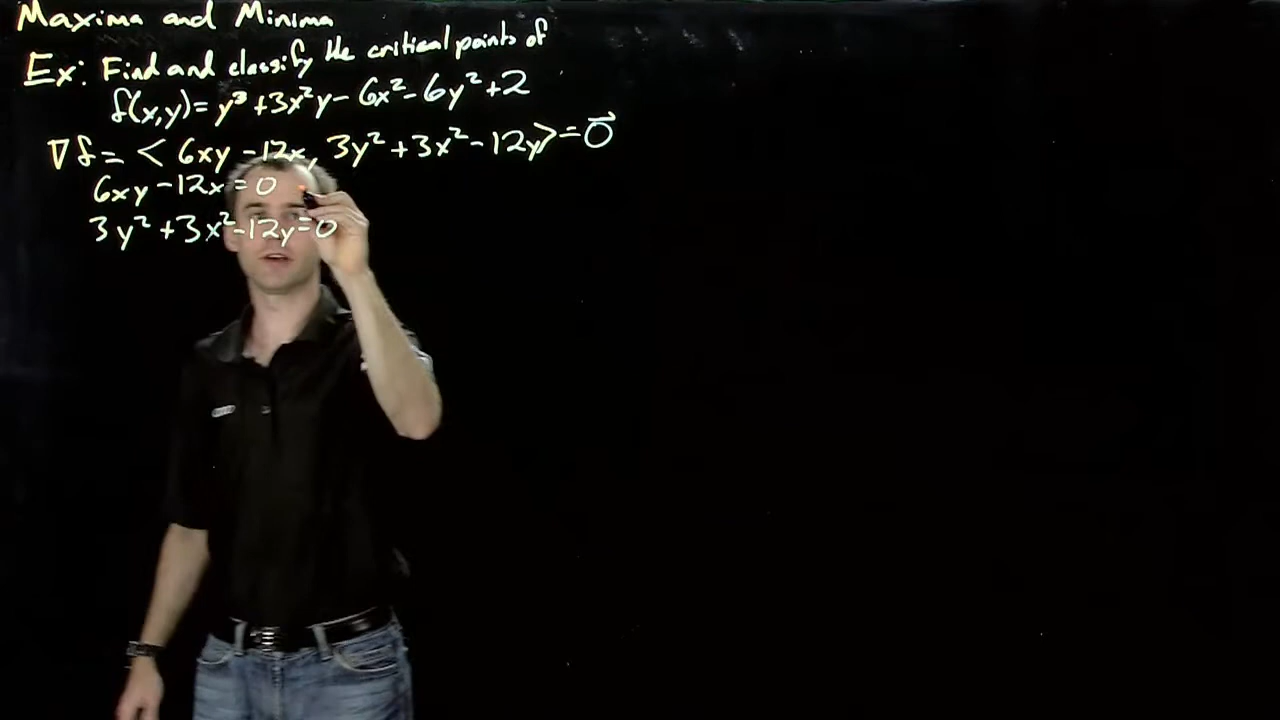 Maxima and Minima
Ex: Find and classify the critical points of
f(x,y) = y³ + 3x²y - 6x² - 6y² + 2
∇f = < 6xy - 12x, 3y² + 3x² - 12y > = 0⃗
6xy - 12x = 0
3y² + 3x² - 12y = 0